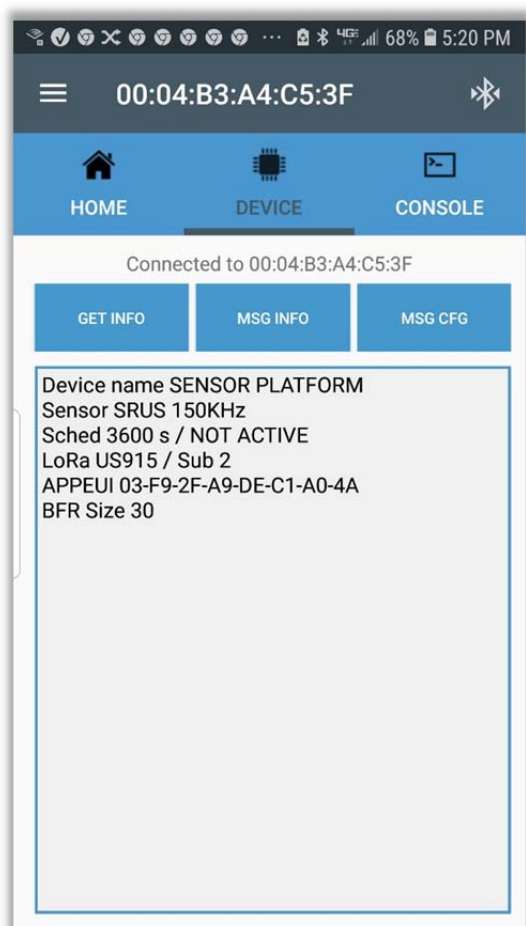 4G 68% 5:20 PM
00:04:B3:A4:C5:3F
HOME DEVICE CONSOLE
Connected to 00:04:B3:A4:C5:3F
GET INFO MSG INFO MSG CFG
Device name SENSOR PLATFORM
Sensor SRUS 150KHz
Sched 3600 s / NOT ACTIVE
LoRa US915 / Sub 2
APPEUI 03-F9-2F-A9-DE-C1-A0-4A
BFR Size 30